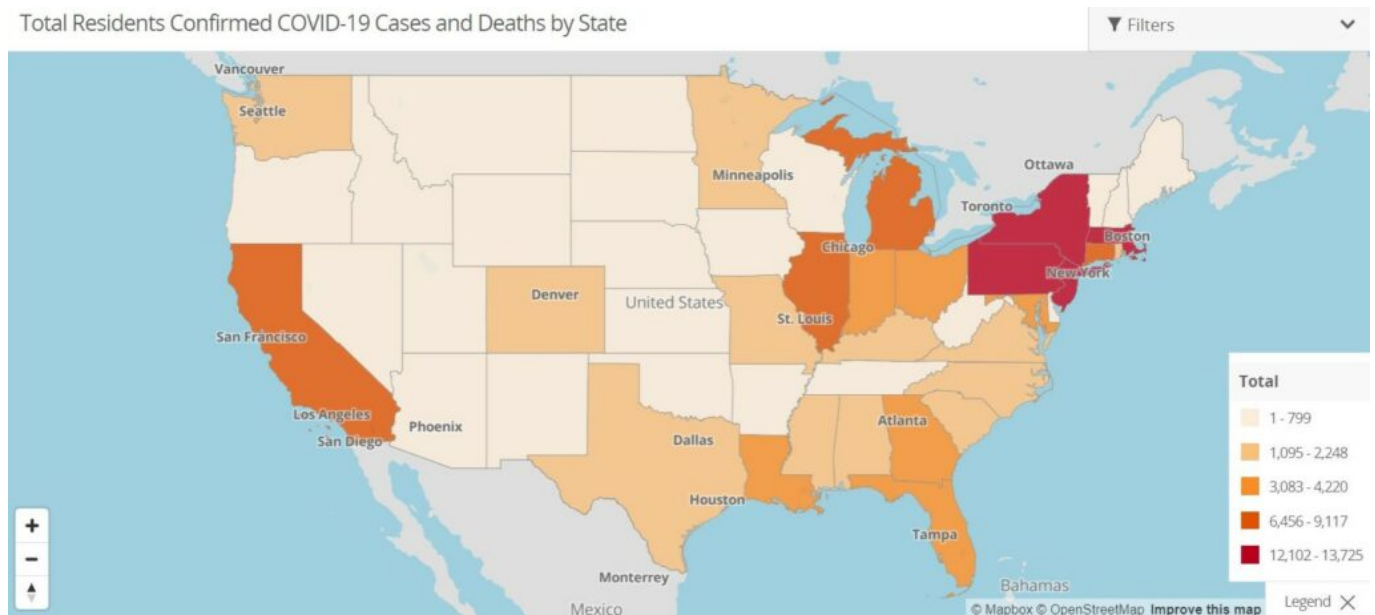 Total Residents Confirmed COVID-19 Cases and Deaths by State
Filters
Vancouver
Seattle
Ottawa
Minneapolis
Toronto
Boston
Chicago
New York
Denver
United States
St. Louis
San Francisco
Los Angeles
Phoenix
San Diego
Atlanta
Dallas
Houston
Tampa
Monterrey
Bahamas
Mexico
Total
1 - 799
1,095 - 2,248
3,083 - 4,220
6,456 - 9,117
12,102 - 13,725
+
−
© Mapbox © OpenStreetMap Improve this map
Legend X